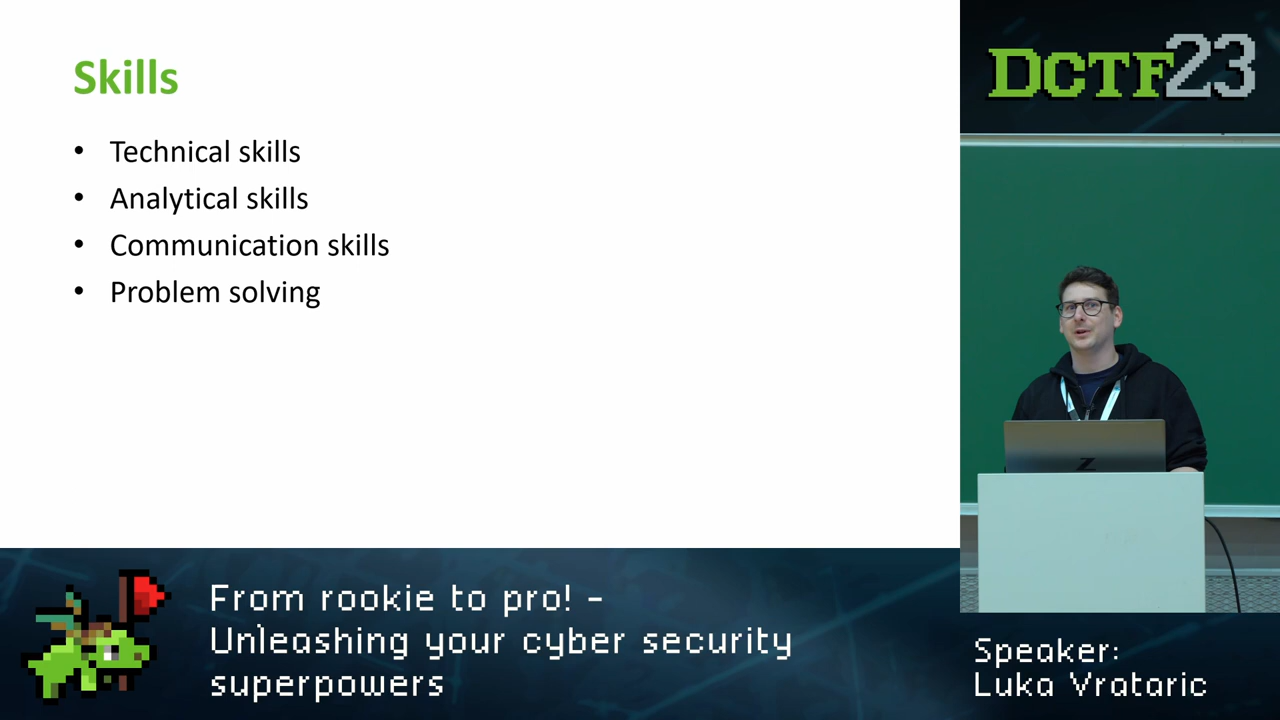 Skills
• Technical skills
• Analytical skills
• Communication skills
• Problem solving
DCTF23
From rookie to pro! -
Unleashing your cyber security
superpowers
Speaker:
Luka Vrataric